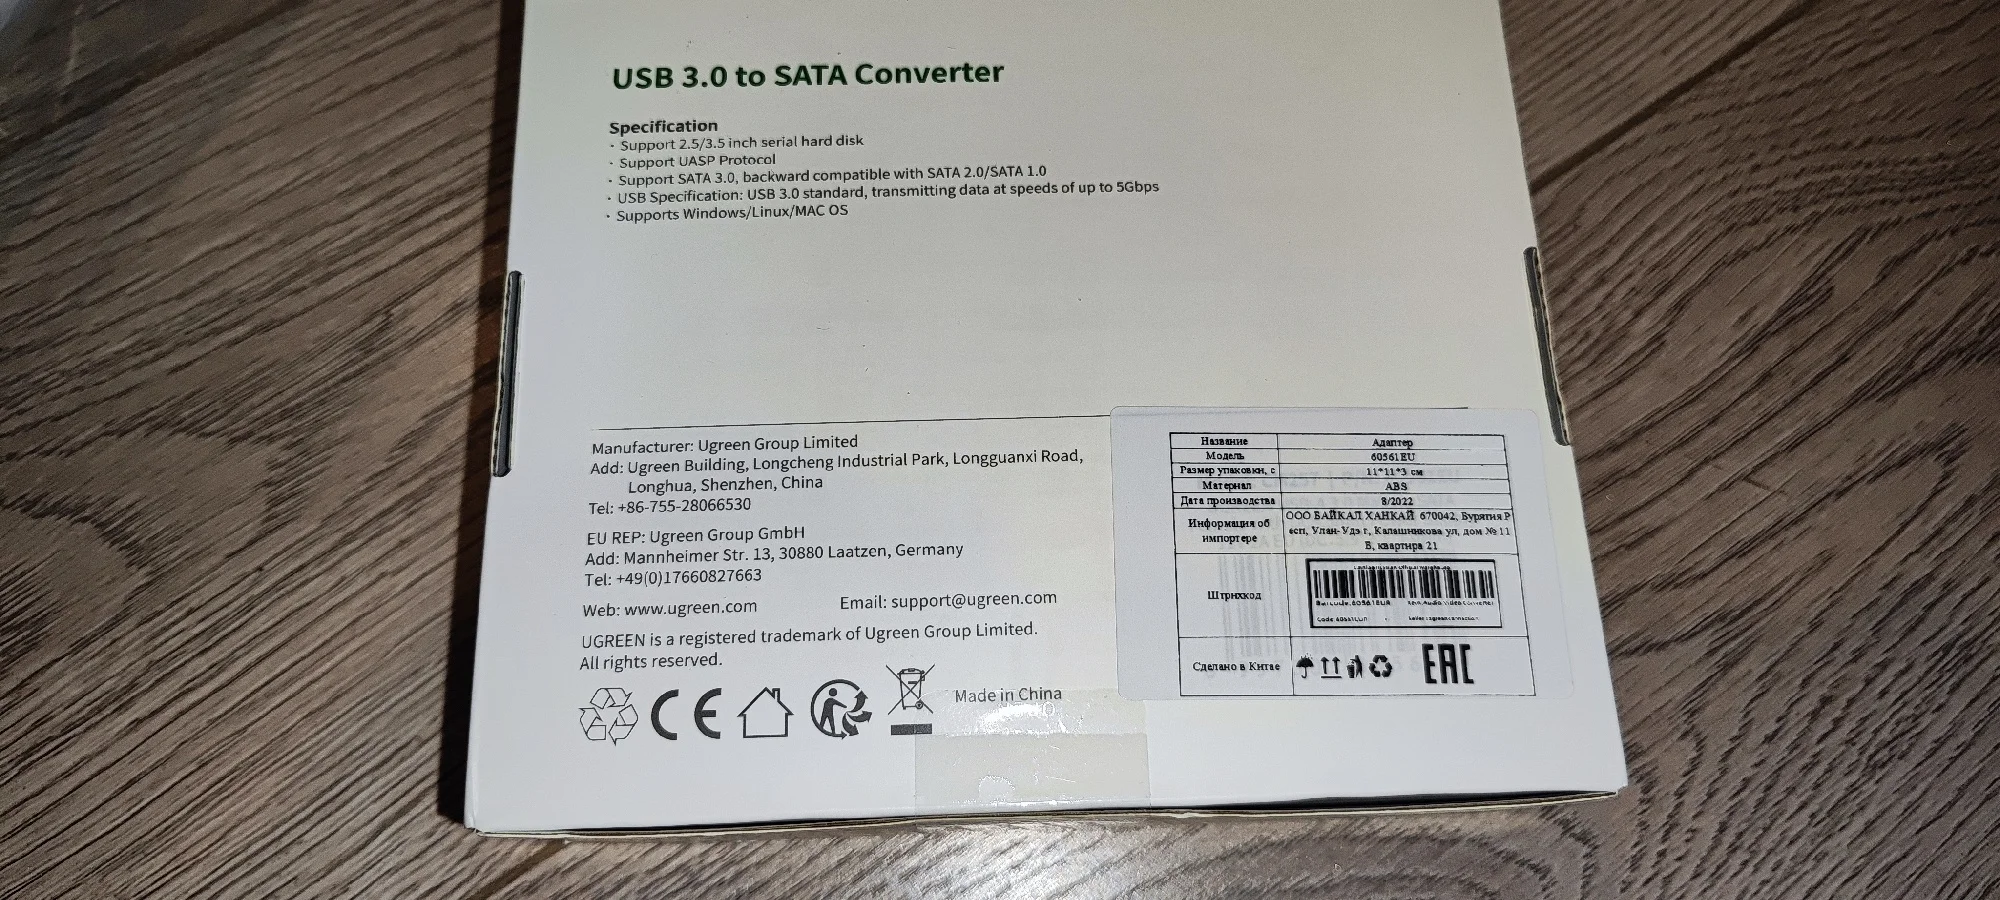 USB 3.0 to SATA Converter
Specification
· Support 2.5/3.5 inch serial hard disk
· Support UASP Protocol
· Support SATA 3.0, backward compatible with SATA 2.0/SATA 1.0
· USB Specification: USB 3.0 standard, transmitting data at speeds of up to 5Gbps
· Supports Windows/Linux/MAC OS
Manufacturer: Ugreen Group Limited
Add: Ugreen Building, Longcheng Industrial Park, Longguanxi Road,
Longhua, Shenzhen, China
Tel: +86-755-28066530
EU REP: Ugreen Group GmbH
Add: Mannheimer Str. 13, 30880 Laatzen, Germany
Tel: +49(0)17660827663
Web: www.ugreen.com Email: support@ugreen.com
UGREEN is a registered trademark of Ugreen Group Limited.
All rights reserved.
CE Made in China
Название Адаптер
Модель 60561EU
Размер упаковки, с 11*11*3 см
Материал ABS
Дата производства 8/2022
Информация об импортере
ООО БАЙКАЛ ХАНКАЙ 670042, Бурятия Р
есп, Улан-Удэ г, Калашникова ул, дом № 11
В, квартира 21
Штрихкод
Сделано в Китае EAC